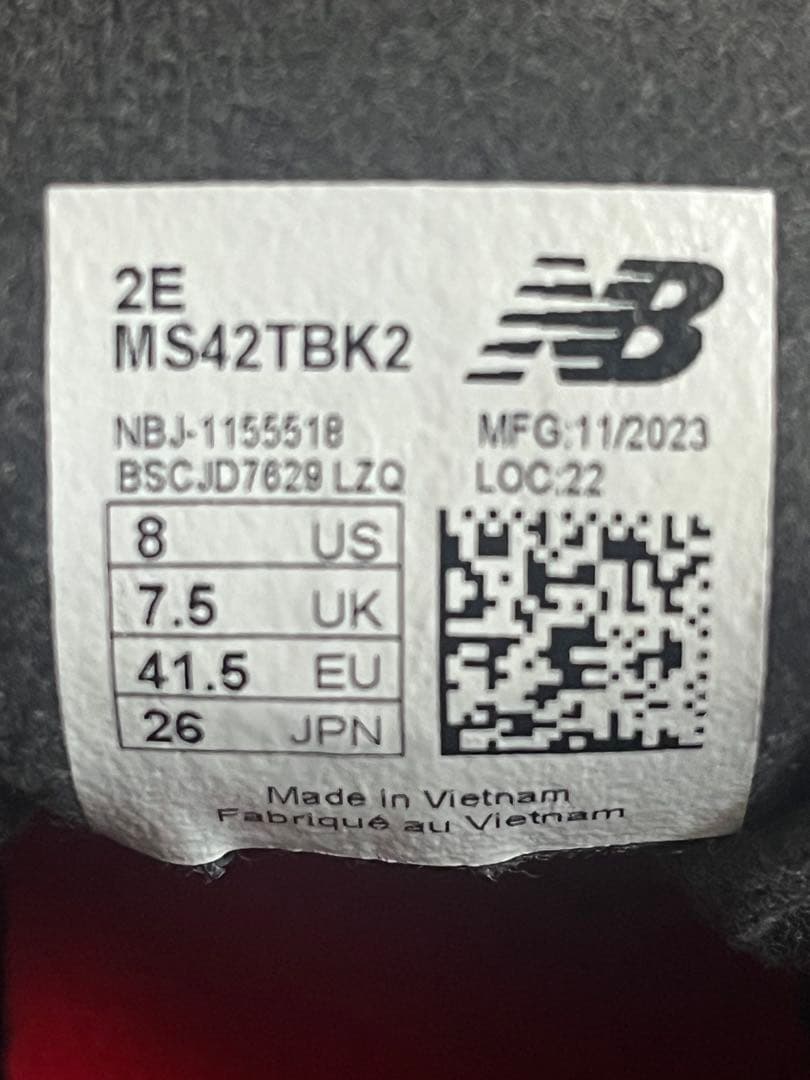 2E
MS42TBK2
NB
NBJ-1155518
MFG:11/2023
BSCJD7629 LZQ
LOC:22
8 US
7.5 UK
41.5 EU
26 JPN
Made in Vietnam
Fabriqué au Vietnam